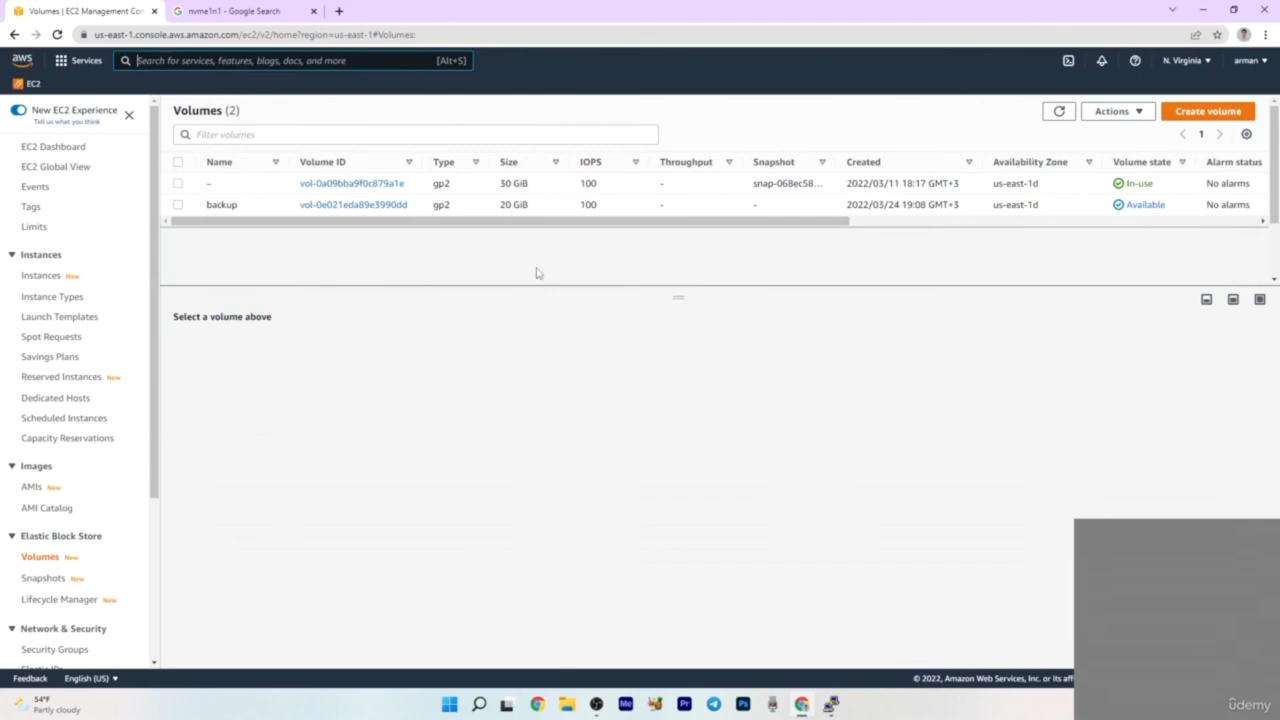 Volumes | EC2 Management Con
nvme1n1 - Google Search
us-east-1.console.aws.amazon.com/ec2/v2/home?region=us-east-1#Volumes:
aws
Services
Search for services, features, blogs, docs, and more
[Alt+S]
N. Virginia
arman
EC2
New EC2 Experience
Tell us what you think
EC2 Dashboard
EC2 Global View
Events
Tags
Limits
Instances
Instances New
Instance Types
Launch Templates
Spot Requests
Savings Plans
Reserved Instances New
Dedicated Hosts
Scheduled Instances
Capacity Reservations
Images
AMIs New
AMI Catalog
Elastic Block Store
Volumes New
Snapshots New
Lifecycle Manager New
Network & Security
Security Groups
Volumes (2)
Actions
Create volume
Filter volumes
1
Name Volume ID Type Size IOPS Throughput Snapshot Created Availability Zone Volume state Alarm status
– vol-0a09bba9f0c879a1e gp2 30 GiB 100 - snap-068ec58... 2022/03/11 18:17 GMT+3 us-east-1d In-use No alarms
backup vol-0e021eda89e3990dd gp2 20 GiB 100 - - 2022/03/24 19:08 GMT+3 us-east-1d Available No alarms
Select a volume above
Feedback English (US)
© 2022, Amazon Web Services, Inc. or its aff
54°F
Partly cloudy
Me
Pr
Ps
ûdemy